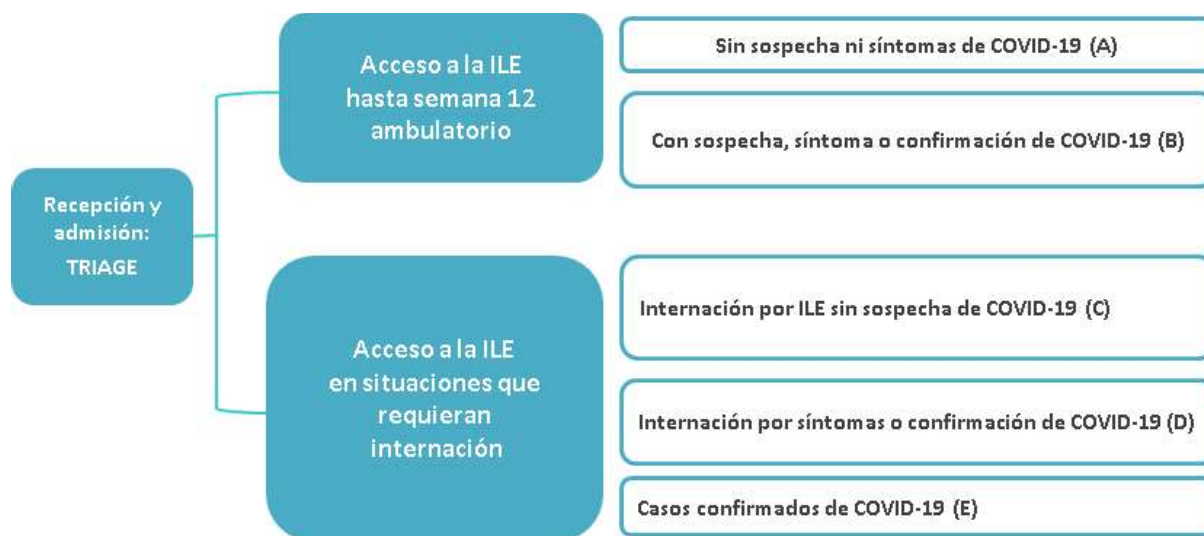 Recepción y
admisión:
TRIAGE
Acceso a la ILE
hasta semana 12
ambulatorio
Sin sospecha ni síntomas de COVID-19 (A)
Con sospecha, síntoma o confirmación de COVID-19 (B)
Acceso a la ILE
en situaciones que
requieran
internación
Internación por ILE sin sospecha de COVID-19 (C)
Internación por síntomas o confirmación de COVID-19 (D)
Casos confirmados de COVID-19 (E)